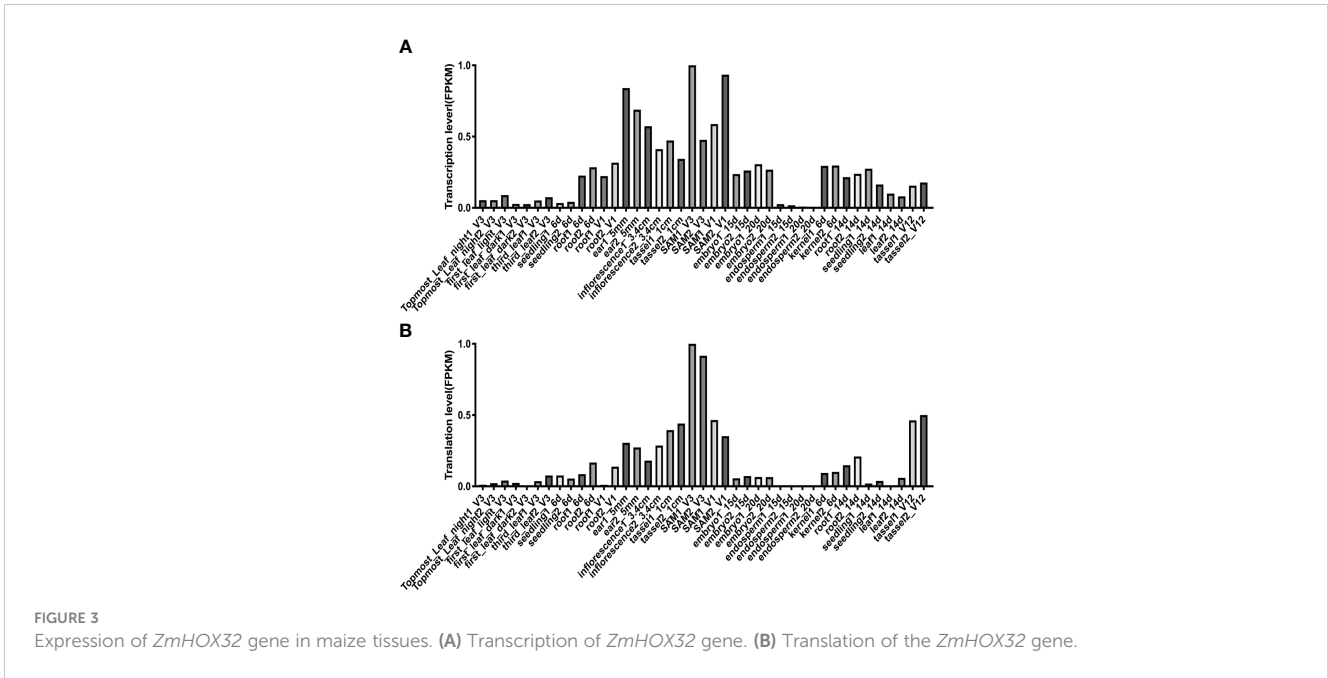 A
Transcription leverl(FPKM)
1.0
0.5
0.0
Topmost_Leaf_night1_V3
Topmost_Leaf_night2_V3
first_leaf_light_V3
first_leaf_dark1_V3
first_leaf_dark2_V3
third_leaf1_V3
third_leaf2_V3
seedling1_6d
seedling2_6d
root1_6d
root2_6d
root1_V1
root2_V1
ear1_5mm
ear2_5mm
inflorescence1_3.4cm
inflorescence2_3.4cm
tassel1_1cm
tassel2_1cm
SAM1_V3
SAM2_V3
SAM1_V1
SAM2_V1
embryo1_15d
embryo2_15d
embryo1_20d
embryo2_20d
endosperm1_15d
endosperm2_15d
endosperm1_20d
endosperm2_20d
kernel1_6d
kernel2_6d
root1_14d
root2_14d
seedling1_14d
seedling2_14d
leaf1_14d
leaf2_14d
tassel1_V12
tassel2_V12
B
Translation level(FPKM)
1.0
0.5
0.0
Topmost_Leaf_night1_V3
Topmost_Leaf_night2_V3
first_leaf_light_V3
first_leaf_dark1_V3
first_leaf_dark2_V3
third_leaf1_V3
third_leaf2_V3
seedling1_6d
seedling2_6d
root1_6d
root2_6d
root1_V1
root2_V1
ear1_5mm
ear2_5mm
inflorescence1_3.4cm
inflorescence2_3.4cm
tassel1_1cm
tassel2_1cm
SAM1_V3
SAM2_V3
SAM1_V1
SAM2_V1
embryo1_15d
embryo2_15d
embryo1_20d
embryo2_20d
endosperm1_15d
endosperm2_15d
endosperm1_20d
endosperm2_20d
kernel1_6d
kernel2_6d
root1_14d
root2_14d
seedling1_14d
seedling2_14d
leaf1_14d
leaf2_14d
tassel1_V12
tassel2_V12
FIGURE 3
Expression of ZmHOX32 gene in maize tissues. (A) Transcription of ZmHOX32 gene. (B) Translation of the ZmHOX32 gene.